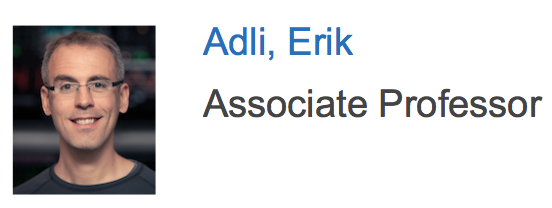 Adli, Erik
Associate Professor